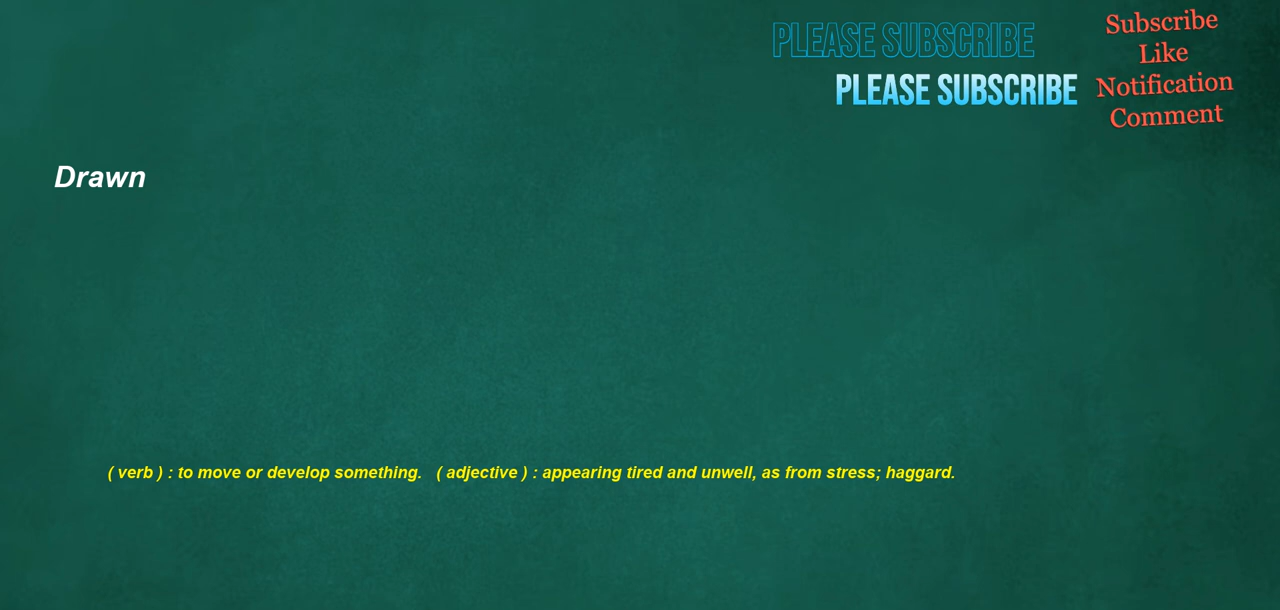 PLEASE SUBSCRIBE
PLEASE SUBSCRIBE
Subscribe
Like
Notification
Comment
Drawn
( verb ) : to move or develop something.   ( adjective ) : appearing tired and unwell, as from stress; haggard.